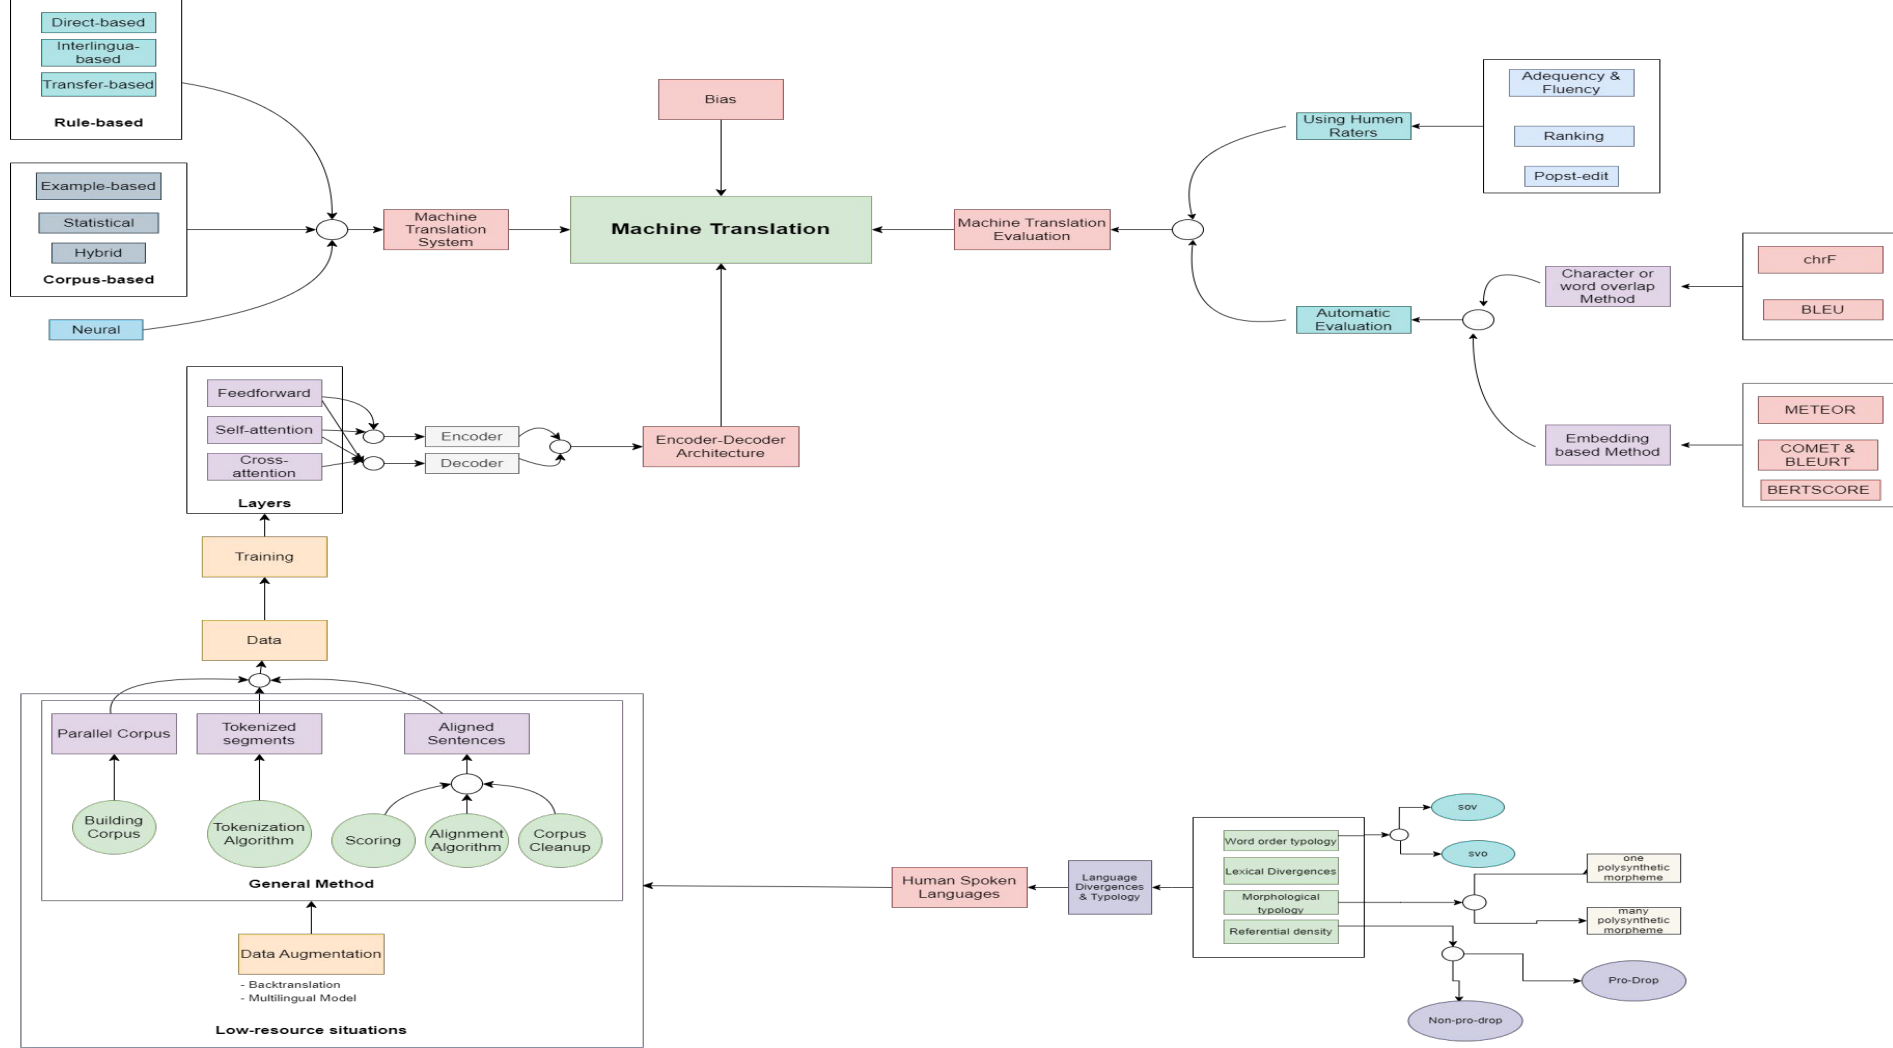 Direct-based
Interlingua-
based
Transfer-based
Rule-based
Example-based
Statistical
Hybrid
Corpus-based
Neural
Machine
Translation
System
Bias
Machine Translation
Machine Translation
Evaluation
Using Human
Raters
Adequency &
Fluency
Ranking
Popst-edit
Automatic
Evaluation
Character or
word overlap
Method
chrF
BLEU
Embedding
based Method
METEOR
COMET &
BLEURT
BERTSCORE
Feedforward
Self-attention
Cross-
attention
Layers
Encoder
Decoder
Encoder-Decoder
Architecture
Training
Data
Parallel Corpus
Tokenized
segments
Aligned
Sentences
Building
Corpus
Tokenization
Algorithm
Scoring
Alignment
Algorithm
Corpus
Cleanup
General Method
Data Augmentation
- Backtranslation
- Multilingual Model
Low-resource situations
Human Spoken
Languages
Language
Divergences
& Typology
Word order typology
Lexical Divergences
Morphological
typology
Referential density
sov
svo
one
polysynthetic
morpheme
many
polysynthetic
morpheme
Pro-Drop
Non-pro-drop